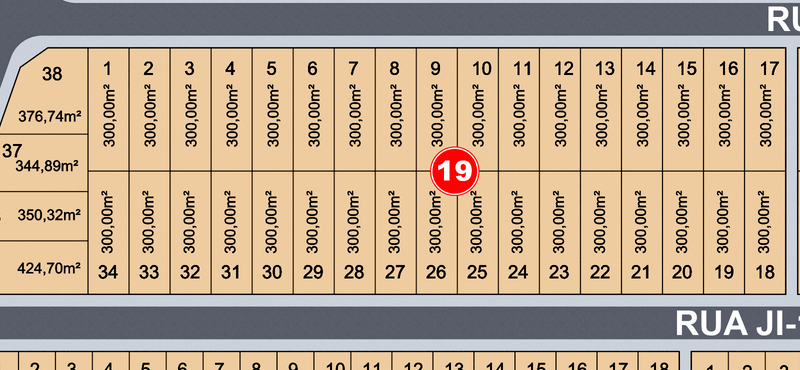 RU
38 1 2 3 4 5 6 7 8 9 10 11 12 13 14 15 16 17
376,74m² 300,00m² 300,00m² 300,00m² 300,00m² 300,00m² 300,00m² 300,00m² 300,00m² 300,00m² 300,00m² 300,00m² 300,00m² 300,00m² 300,00m² 300,00m² 300,00m² 300,00m²
37
344,89m²
19
350,32m² 300,00m² 300,00m² 300,00m² 300,00m² 300,00m² 300,00m² 300,00m² 300,00m² 300,00m² 300,00m² 300,00m² 300,00m² 300,00m² 300,00m² 300,00m² 300,00m² 300,00m²
424,70m² 34 33 32 31 30 29 28 27 26 25 24 23 22 21 20 19 18
RUA JI-
2 3 4 5 6 7 8 9 10 11 12 13 14 15 16 17 18 1 2 3